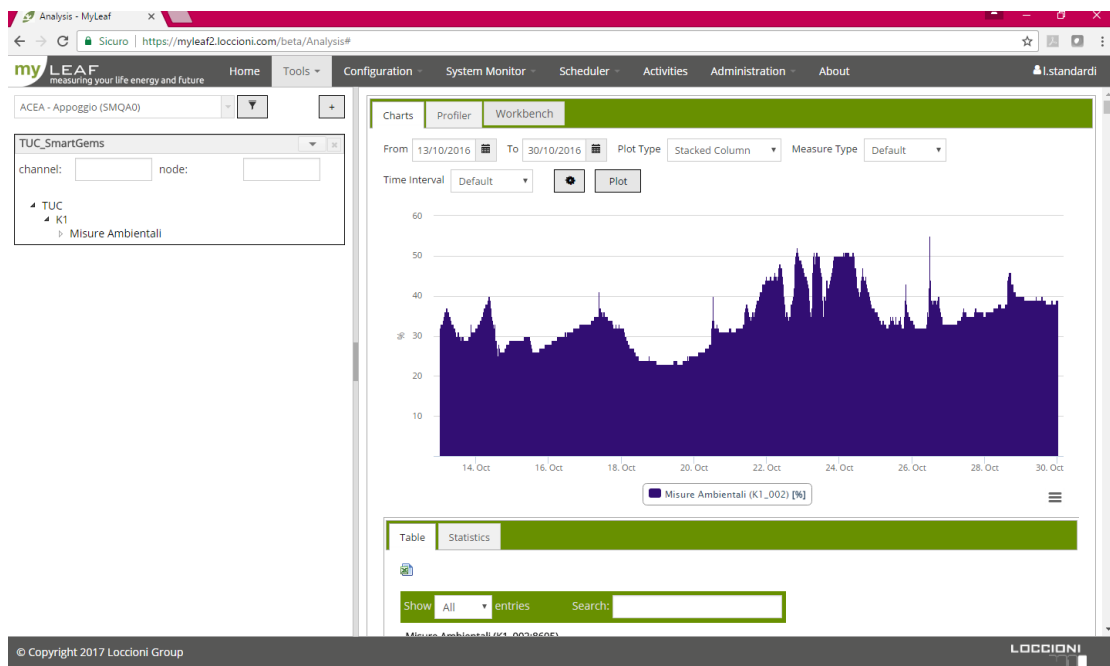 Analysis - MyLeaf
Sicuro | https://myleaf2.loccioni.com/beta/Analysis#
my LEAF
measuring your life energy and future
Home Tools Configuration System Monitor Scheduler Activities Administration About l.standardi
ACEA - Appoggio (SMQA0)
+
TUC_SmartGems
channel: node:
TUC
K1
Misure Ambientali
Charts Profiler Workbench
From 13/10/2016 To 30/10/2016 Plot Type Stacked Column Measure Type Default
Time Interval Default Plot
60
50
40
30
20
10
%
14. Oct 16. Oct 18. Oct 20. Oct 22. Oct 24. Oct 26. Oct 28. Oct 30. Oct
Misure Ambientali (K1_002) [%]
Table Statistics
Show All entries Search:
Misure Ambientali (K1_002:8605)
© Copyright 2017 Loccioni Group
LOCCIONI